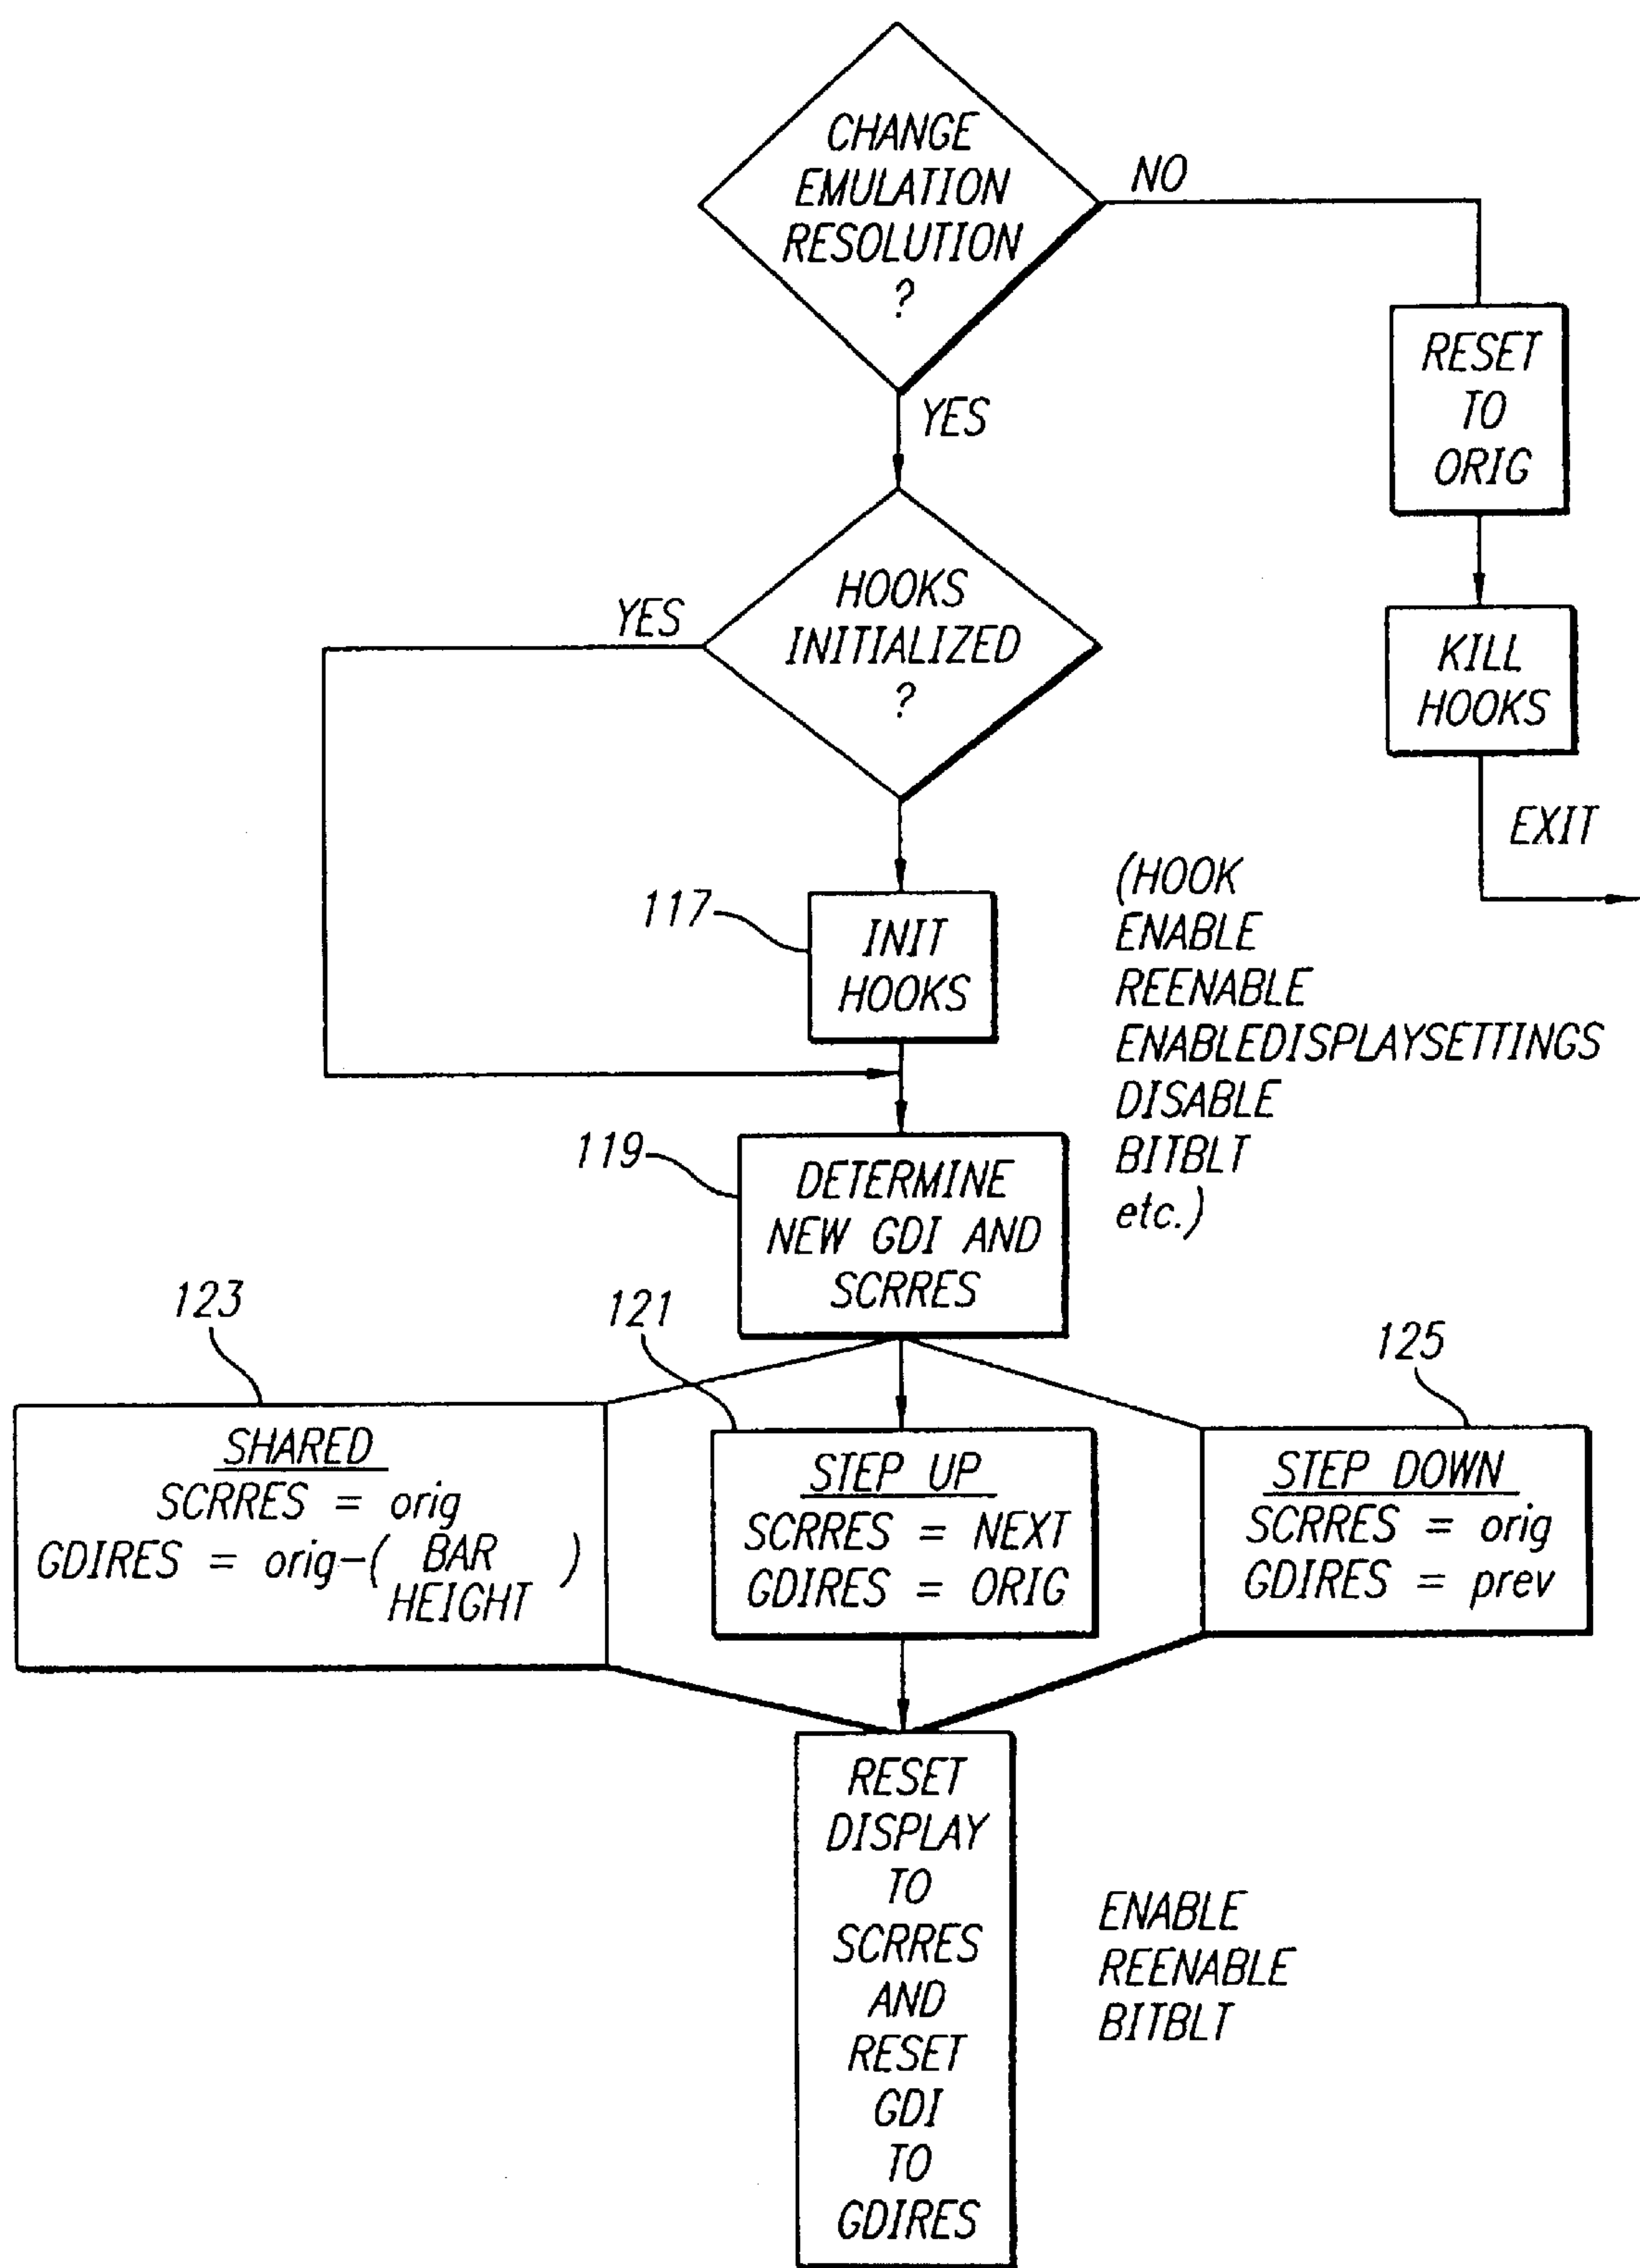 CHANGE
EMULATION
RESOLUTION
?
NO
YES
RESET
TO
ORIG
KILL
HOOKS
EXIT
HOOKS
INITIALIZED
?
YES
117
INIT
HOOKS
(HOOK
ENABLE
REENABLE
ENABLEDISPLAYSETTINGS
DISABLE
BITBLT
etc.)
119
DETERMINE
NEW GDI AND
SCRRES
123
SHARED
SCRRES = orig
GDIRES = orig-( BAR )
HEIGHT
121
STEP UP
SCRRES = NEXT
GDIRES = ORIG
125
STEP DOWN
SCRRES = orig
GDIRES = prev
RESET
DISPLAY
TO
SCRRES
AND
RESET
GDI
TO
GDIRES
ENABLE
REENABLE
BITBLT